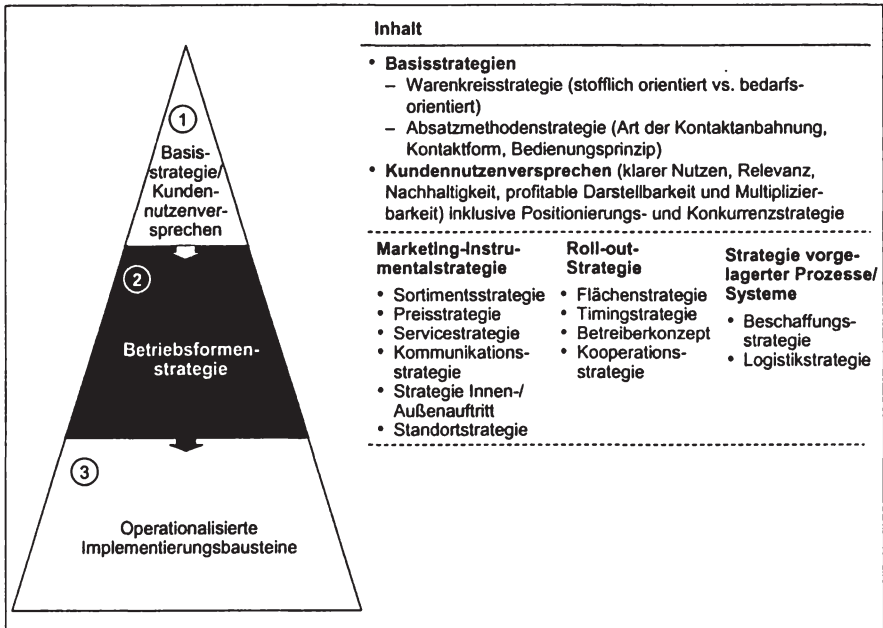 1
Basis-
strategie/
Kunden-
nutzenver-
sprechen
2
Betriebsformen-
strategie
3
Operationalisierte
Implementierungsbausteine
Inhalt
• Basisstrategien
– Warenkreisstrategie (stofflich orientiert vs. bedarfs-
orientiert)
– Absatzmethodenstrategie (Art der Kontaktanbahnung,
Kontaktform, Bedienungsprinzip)
• Kundennutzenversprechen (klarer Nutzen, Relevanz,
Nachhaltigkeit, profitable Darstellbarkeit und Multiplizier-
barkeit) inklusive Positionierungs- und Konkurrenzstrategie
Marketing-Instru-
mentalstrategie
• Sortimentsstrategie
• Preisstrategie
• Servicestrategie
• Kommunikations-
strategie
• Strategie Innen-/
Außenauftritt
• Standortstrategie
Roll-out-
Strategie
• Flächenstrategie
• Timingstrategie
• Betreiberkonzept
• Kooperations-
strategie
Strategie vorge-
lagerter Prozesse/
Systeme
• Beschaffungs-
strategie
• Logistikstrategie